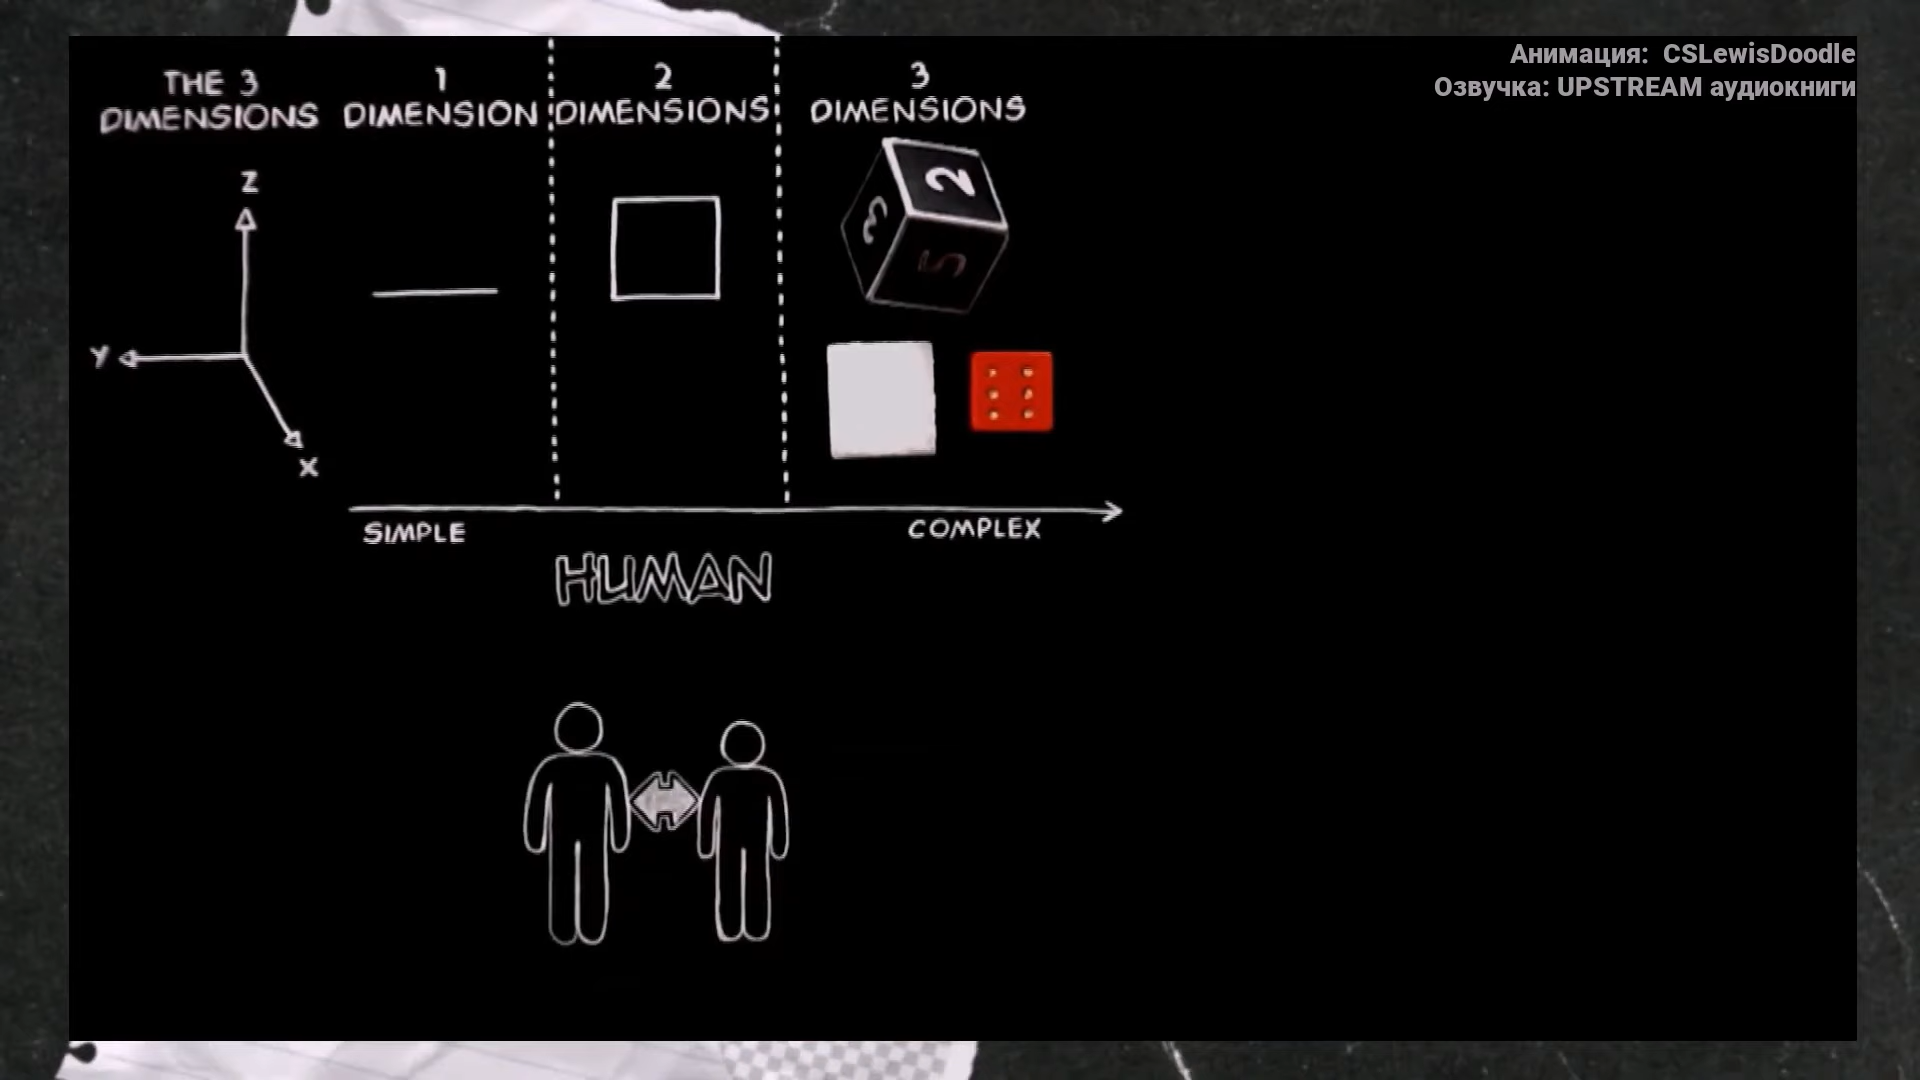 Анимация: CSLewisDoodle
Озвучка: UPSTREAM аудиокниги
THE 3
DIMENSIONS
1
DIMENSION
2
DIMENSIONS
3
DIMENSIONS
Z
Y
X
2
3
5
SIMPLE
COMPLEX
HUMAN